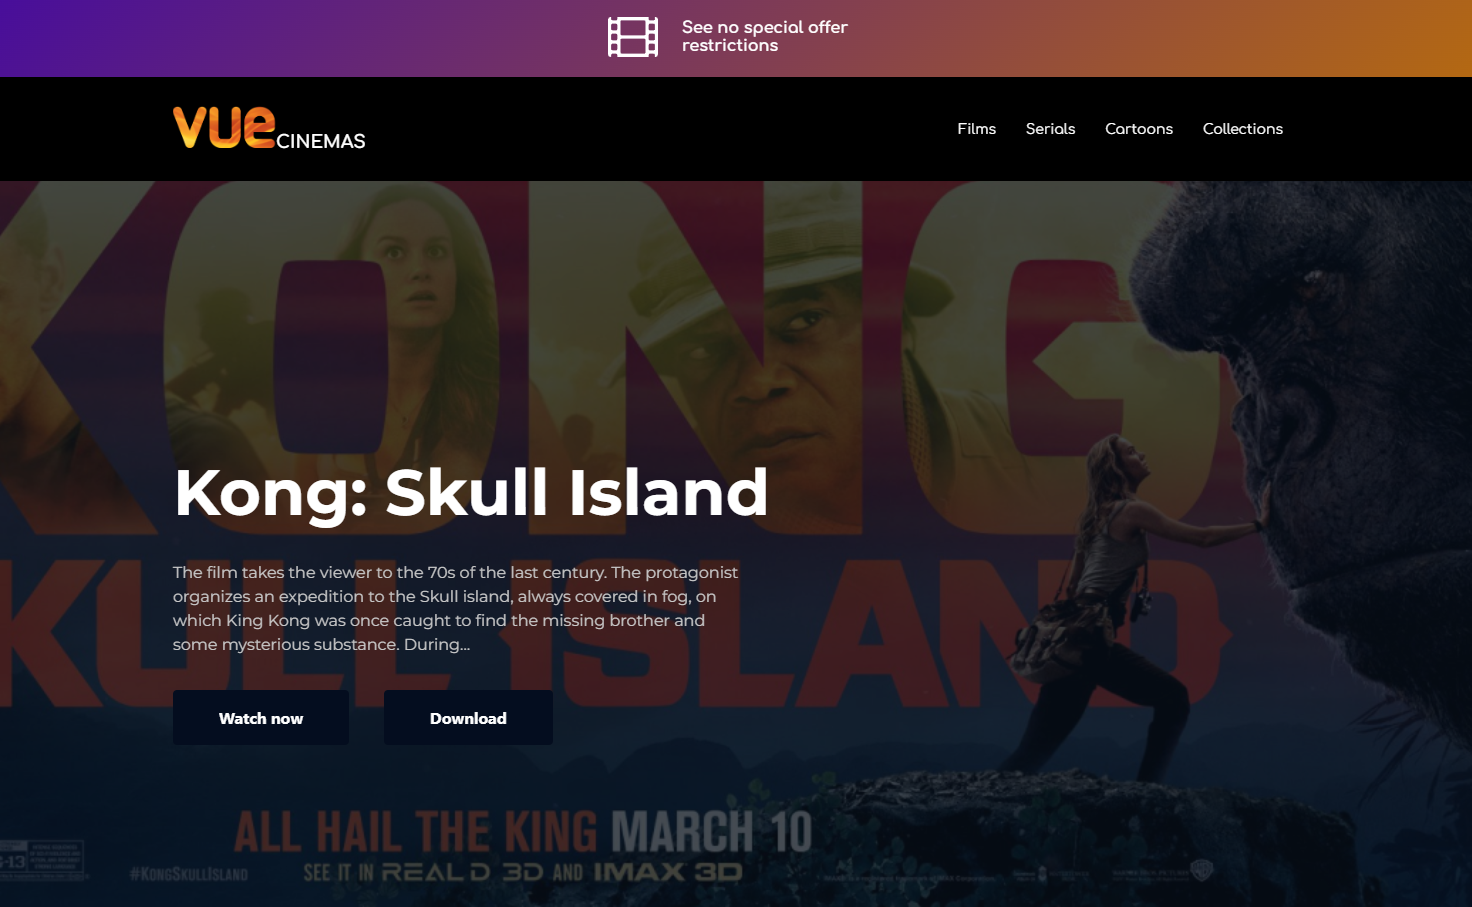 See no special offer
restrictions
vue CINEMAS
Films Serials Cartoons Collections
KONG
Kong: Skull Island
SKULL ISLAND
The film takes the viewer to the 70s of the last century. The protagonist
organizes an expedition to the Skull island, always covered in fog, on
which King Kong was once caught to find the missing brother and
some mysterious substance. During...
Watch now Download
ALL HAIL THE KING MARCH 10
-13
#KONGSKULLISLAND
SEE IT IN REAL D 3D AND IMAX 3D